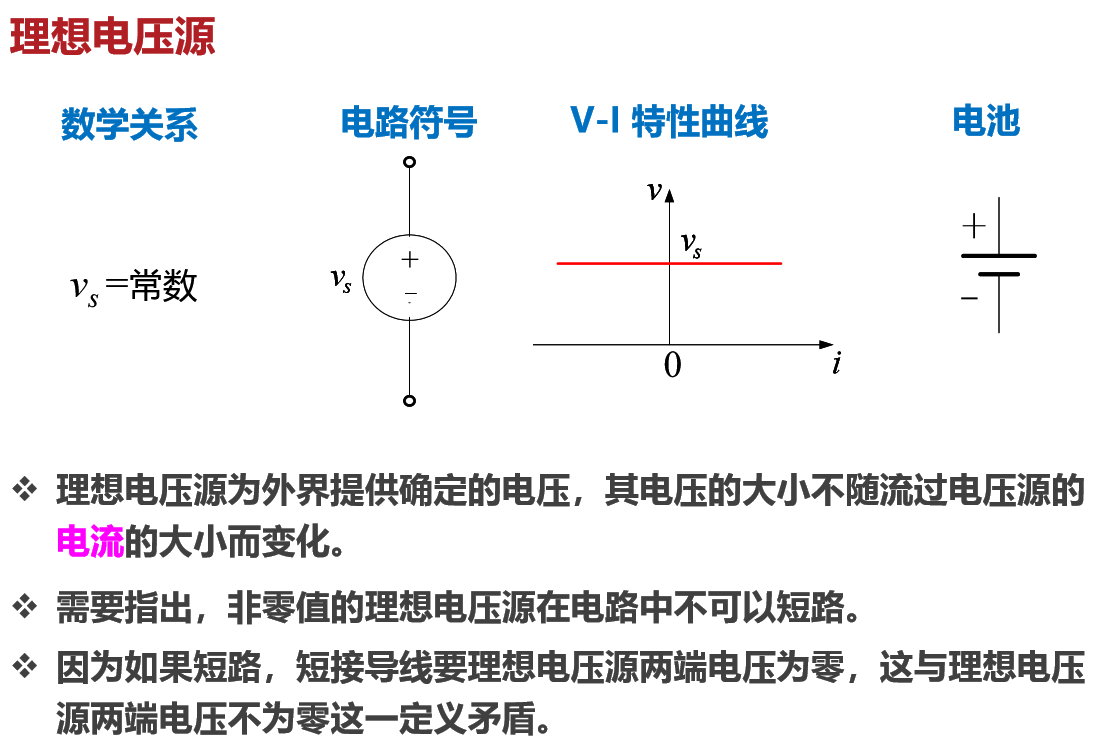 理想电压源
数学关系
电路符号
V-I 特性曲线
电池
v
v_s
+
v_s
+
v_s =常数
-
-
0
i
❖ 理想电压源为外界提供确定的电压，其电压的大小不随流过电压源的
电流的大小而变化。
❖ 需要指出，非零值的理想电压源在电路中不可以短路。
❖ 因为如果短路，短接导线要理想电压源两端电压为零，这与理想电压
源两端电压不为零这一定义矛盾。